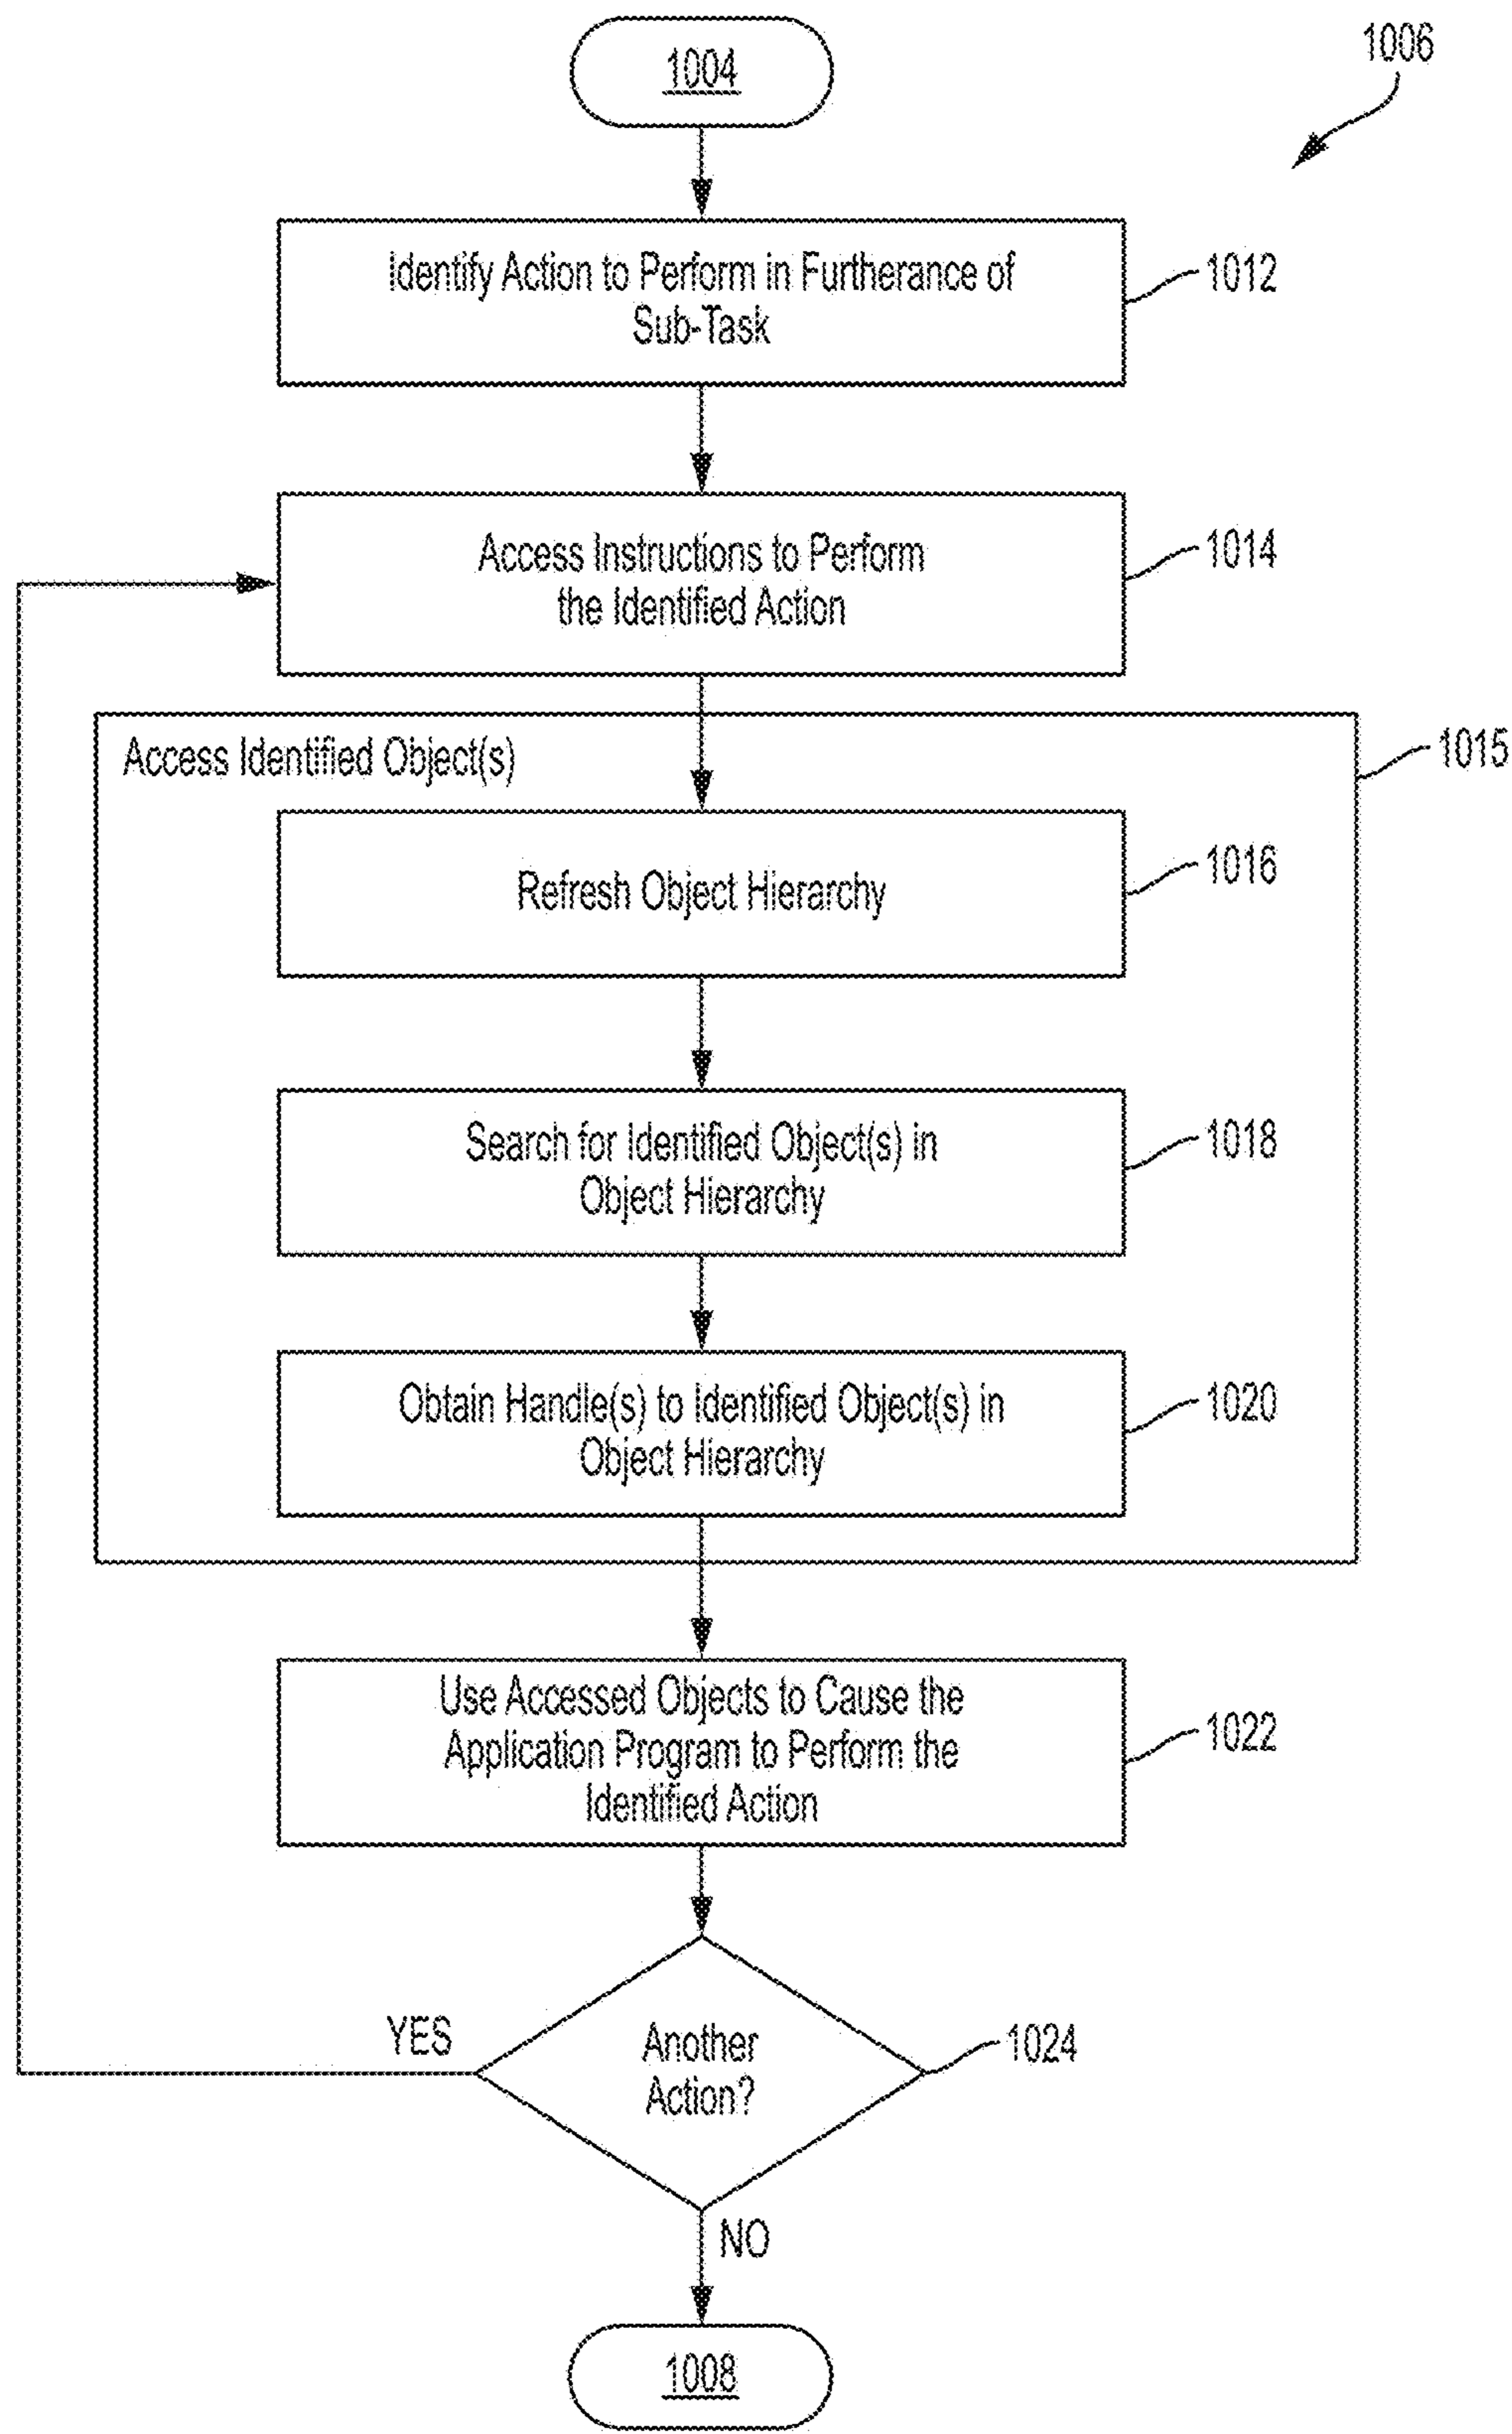 1004
1006
Identify Action to Perform in Furtherance of
Sub-Task
1012
Access Instructions to Perform
the Identified Action
1014
Access Identified Object(s)
1015
Refresh Object Hierarchy
1016
Search for Identified Object(s) in
Object Hierarchy
1018
Obtain Handle(s) to Identified Object(s) in
Object Hierarchy
1020
Use Accessed Objects to Cause the
Application Program to Perform the
Identified Action
1022
YES
Another
Action?
1024
NO
1008